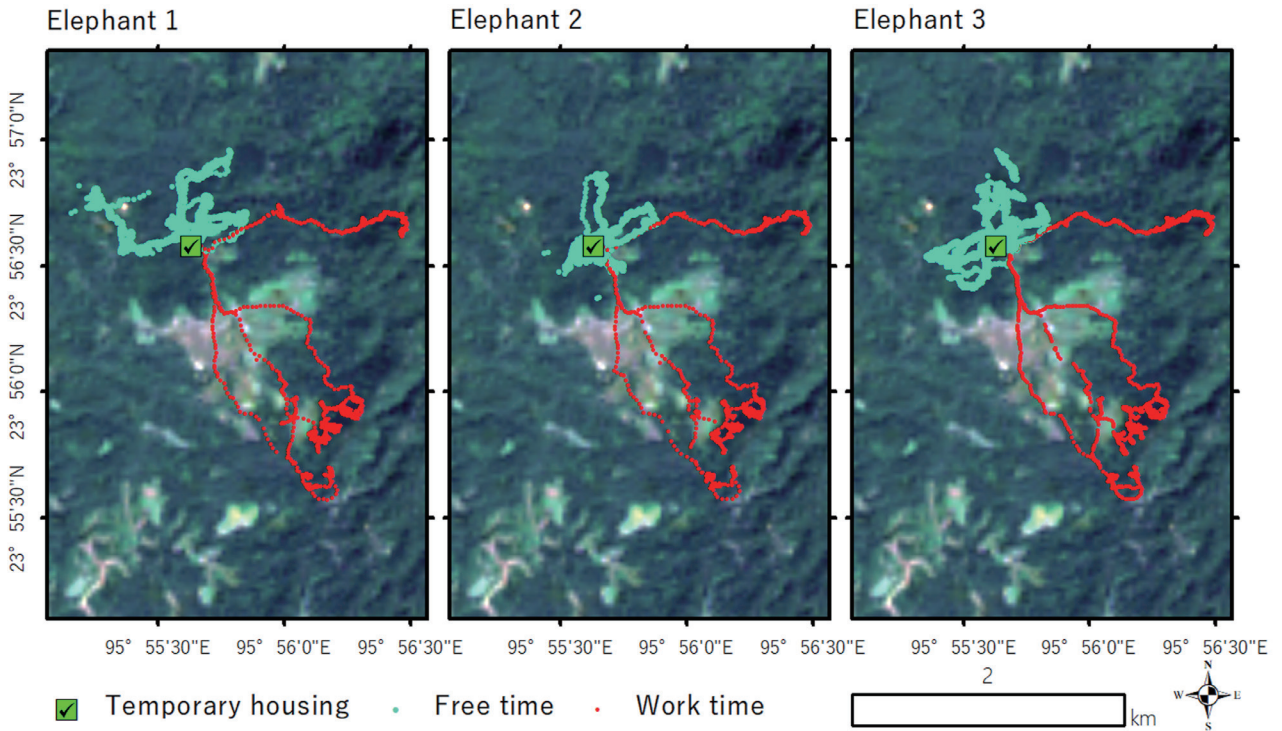 Elephant 1
Elephant 2
Elephant 3
23° 57'0"N
23° 56'30"N
23° 56'0"N
23° 55'30"N
95° 55'30"E
95° 56'0"E
95° 56'30"E
95° 55'30"E
95° 56'0"E
95° 56'30"E
95° 55'30"E
95° 56'0"E
95° 56'30"E
Temporary housing
Free time
Work time
2
km
N
W
E
S